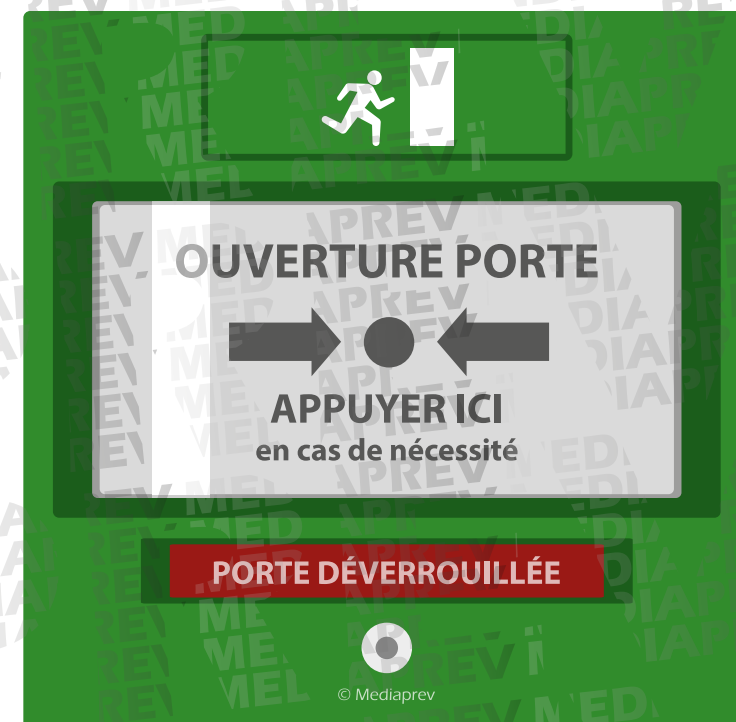 OUVERTURE PORTE
APPUYER ICI
en cas de nécessité
PORTE DÉVERROUILLÉE
© Mediaprev